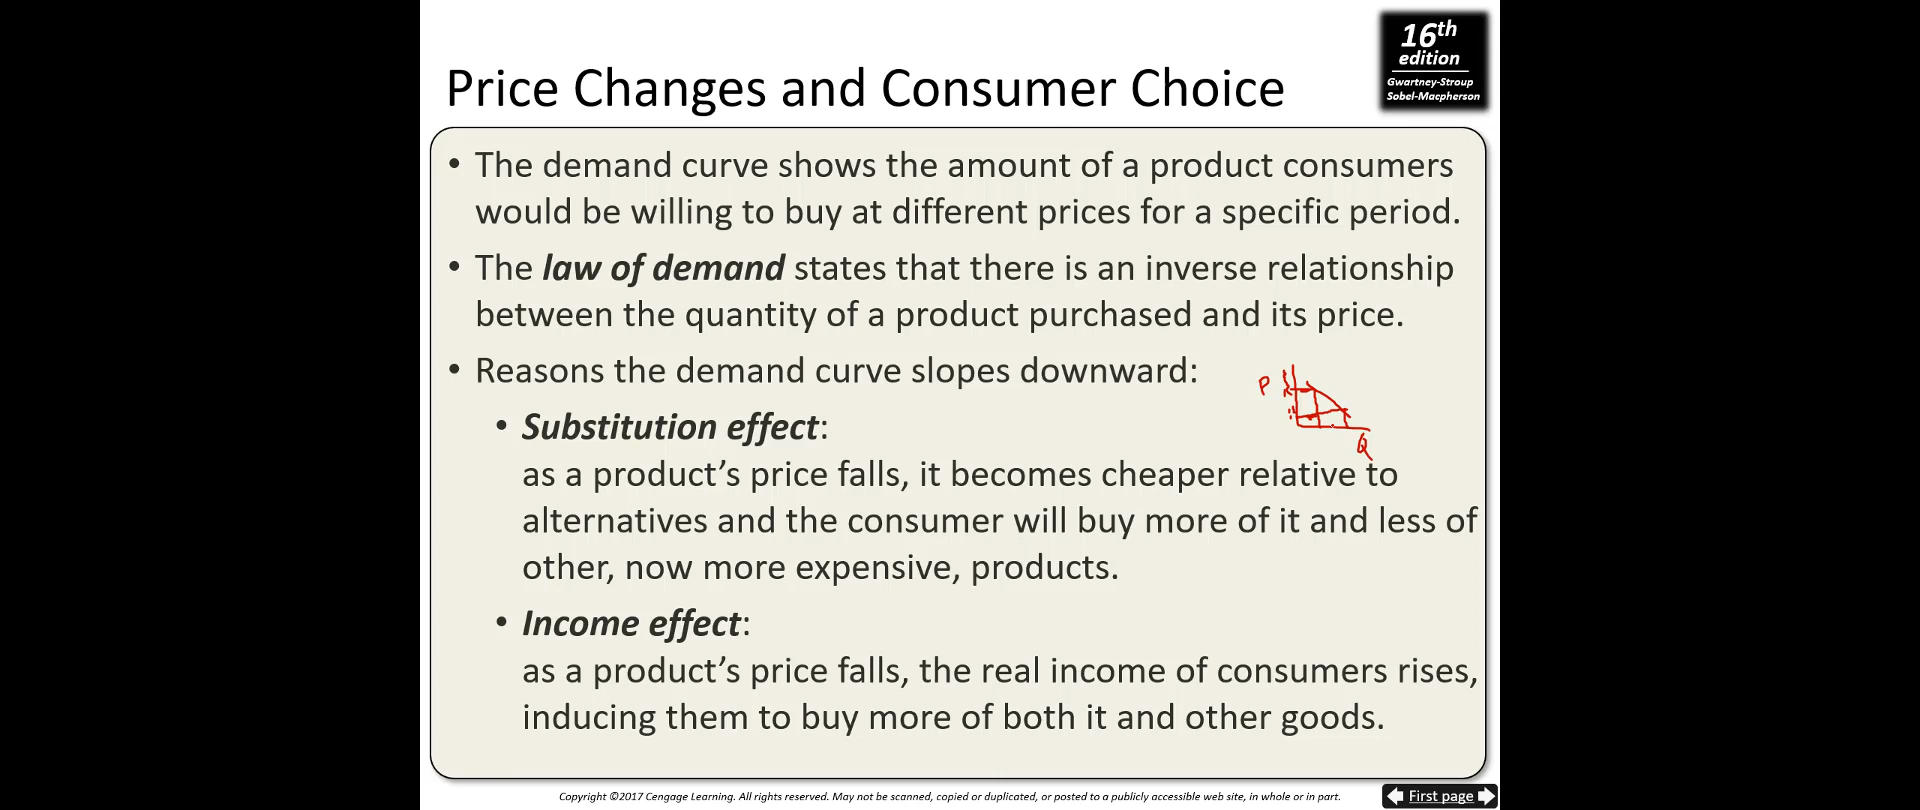 16th
edition
Gwartney-Stroup
Sobel-Macpherson
Price Changes and Consumer Choice
• The demand curve shows the amount of a product consumers
would be willing to buy at different prices for a specific period.
• The law of demand states that there is an inverse relationship
between the quantity of a product purchased and its price.
• Reasons the demand curve slopes downward:
P
Q
• Substitution effect:
as a product’s price falls, it becomes cheaper relative to
alternatives and the consumer will buy more of it and less of
other, now more expensive, products.
• Income effect:
as a product’s price falls, the real income of consumers rises,
inducing them to buy more of both it and other goods.
Copyright ©2017 Cengage Learning. All rights reserved. May not be scanned, copied or duplicated, or posted to a publicly accessible web site, in whole or in part.
First page